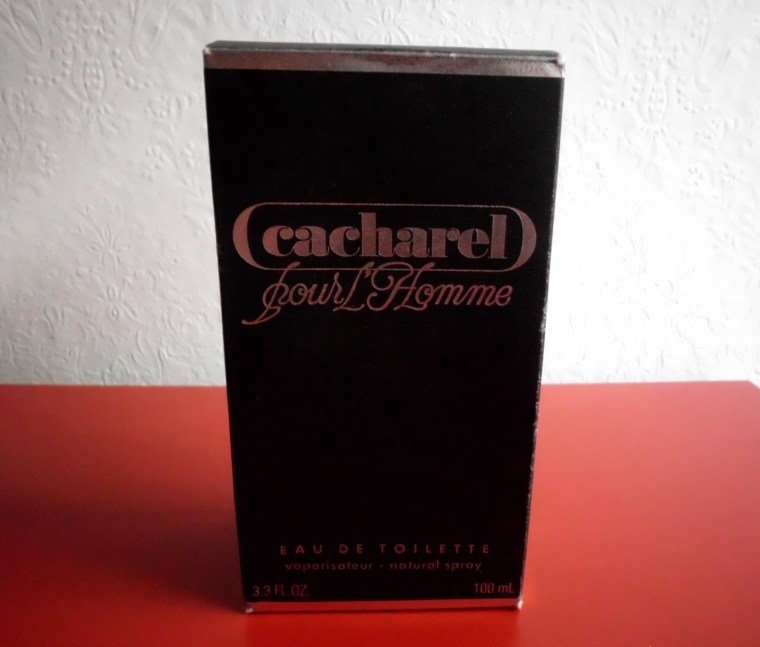 cacharel
pour L'Homme
EAU DE TOILETTE
vaporisateur - natural spray
3.3 FL.OZ. 100 mL